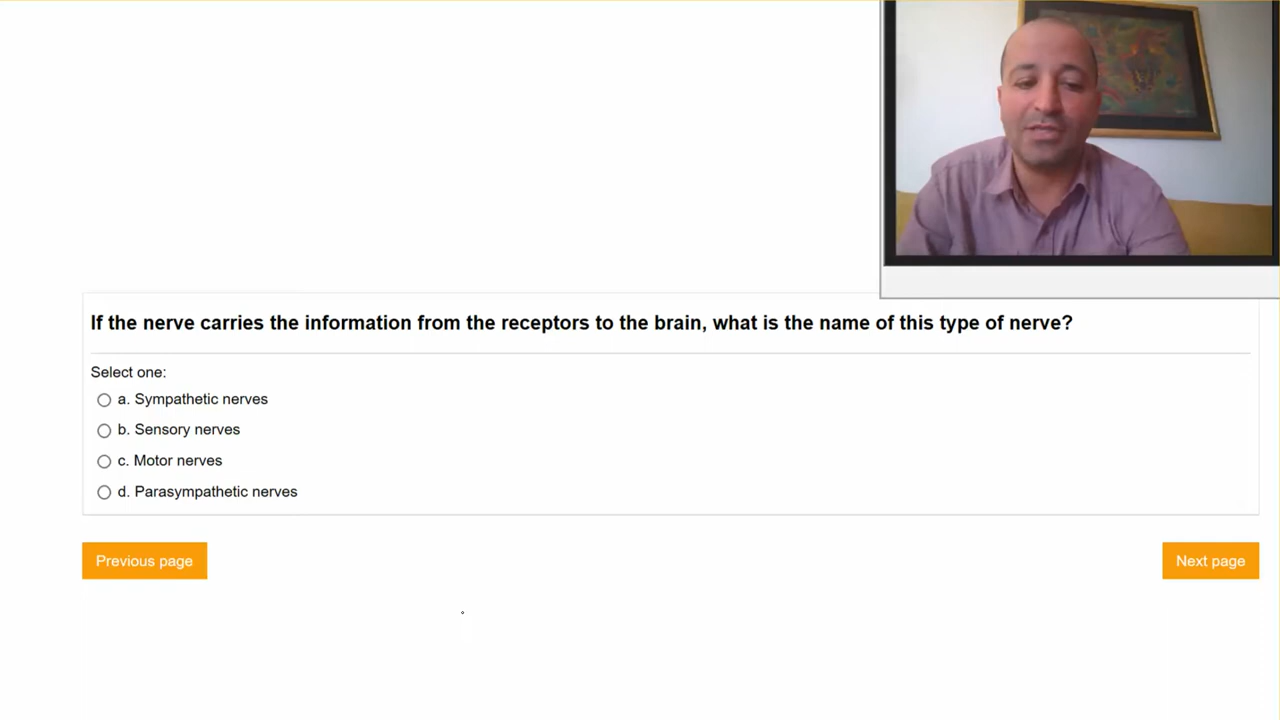 If the nerve carries the information from the receptors to the brain, what is the name of this type of nerve?
Select one:
a. Sympathetic nerves
b. Sensory nerves
c. Motor nerves
d. Parasympathetic nerves
Previous page
Next page